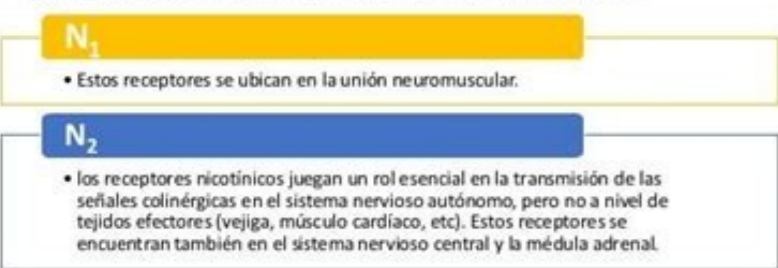 N₁
• Estos receptores se ubican en la unión neuromuscular.
N₂
• los receptores nicotínicos juegan un rol esencial en la transmisión de las
señales colinérgicas en el sistema nervioso autónomo, pero no a nivel de
tejidos efectores (vejiga, músculo cardíaco, etc). Estos receptores se
encuentran también en el sistema nervioso central y la médula adrenal.